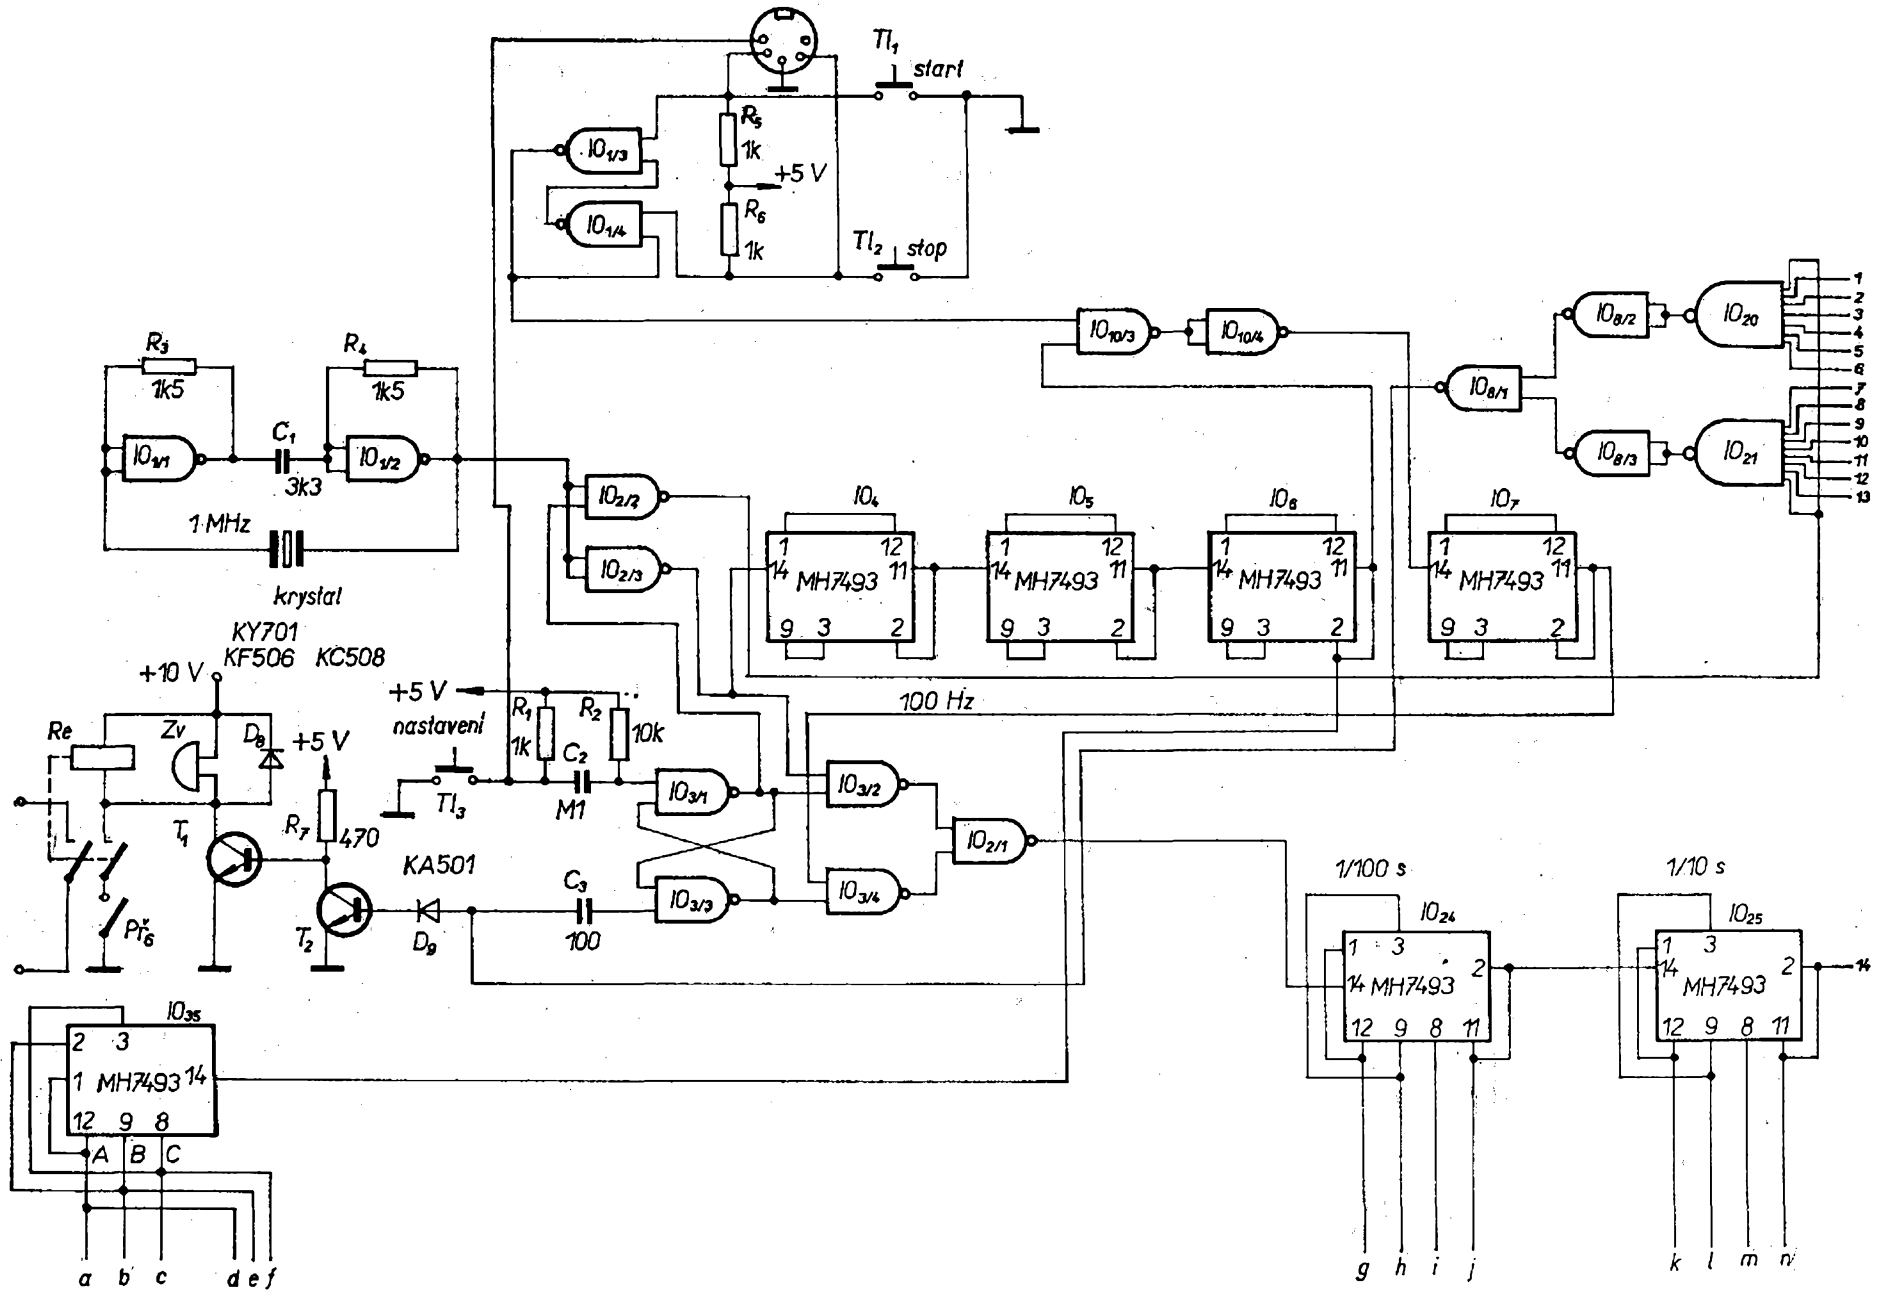 Tl1 start
R5
1k
+5 V
R6
1k
IO1/3
IO1/4
Tl2 stop
R3
1k5
R4
1k5
IO1/1
C1
3k3
IO1/2
1 MHz
krystal
IO2/3
IO10/3
IO10/4
IO8/2
IO20
IO8/1
IO8/3
IO21
1
2
3
4
5
6
7
8
9
10
11
12
13
IO4
1 12
14 MH7493 11
9 3 2
IO5
1 12
14 MH7493 11
9 3 2
IO6
1 12
14 MH7493 11
9 3 2
IO7
1 12
14 MH7493 11
9 3 2
100 Hz
KY701
KF506 KC508
+10 V
Re
Zv
D8
+5 V
R7
470
T1
T2
Př6
+5 V
nastavení
R1
1k
R2
10k
C2
M1
Tl3
KA501
D9
C3
100
IO3/1
IO3/2
IO3/3
IO3/4
IO2/1
1/100 s
IO24
1 3
14 MH7493 2
12 9 8 11
g h i j
1/10 s
IO25
1 3
14 MH7493 2
12 9 8 11
14
k l m n
IO35
2 3
1 MH7493 14
12 9 8
A B C
a b c d e f